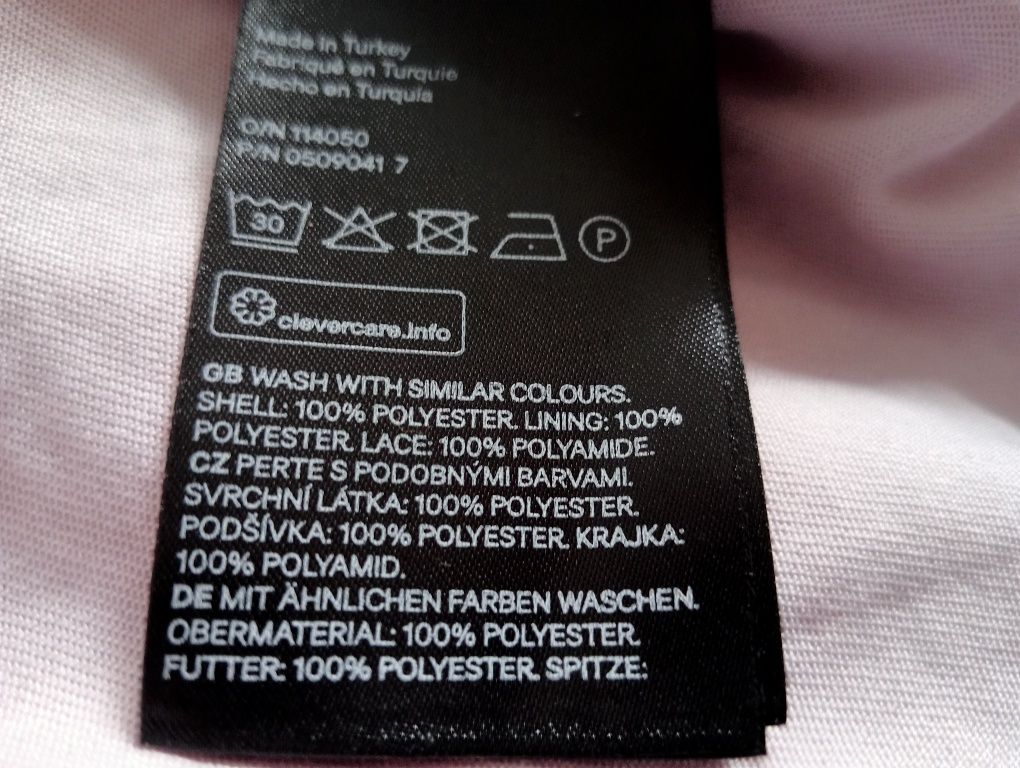 Made in Turkey
Fabriqué en Turquie
Hecho en Turquía
O/N 114050
P/N 0509041 7
30
P
clevercare.info
GB WASH WITH SIMILAR COLOURS.
SHELL: 100% POLYESTER. LINING: 100%
POLYESTER. LACE: 100% POLYAMIDE.
CZ PERTE S PODOBNÝMI BARVAMI.
SVRCHNÍ LÁTKA: 100% POLYESTER.
PODŠÍVKA: 100% POLYESTER. KRAJKA:
100% POLYAMID.
DE MIT ÄHNLICHEN FARBEN WASCHEN.
OBERMATERIAL: 100% POLYESTER.
FUTTER: 100% POLYESTER. SPITZE: